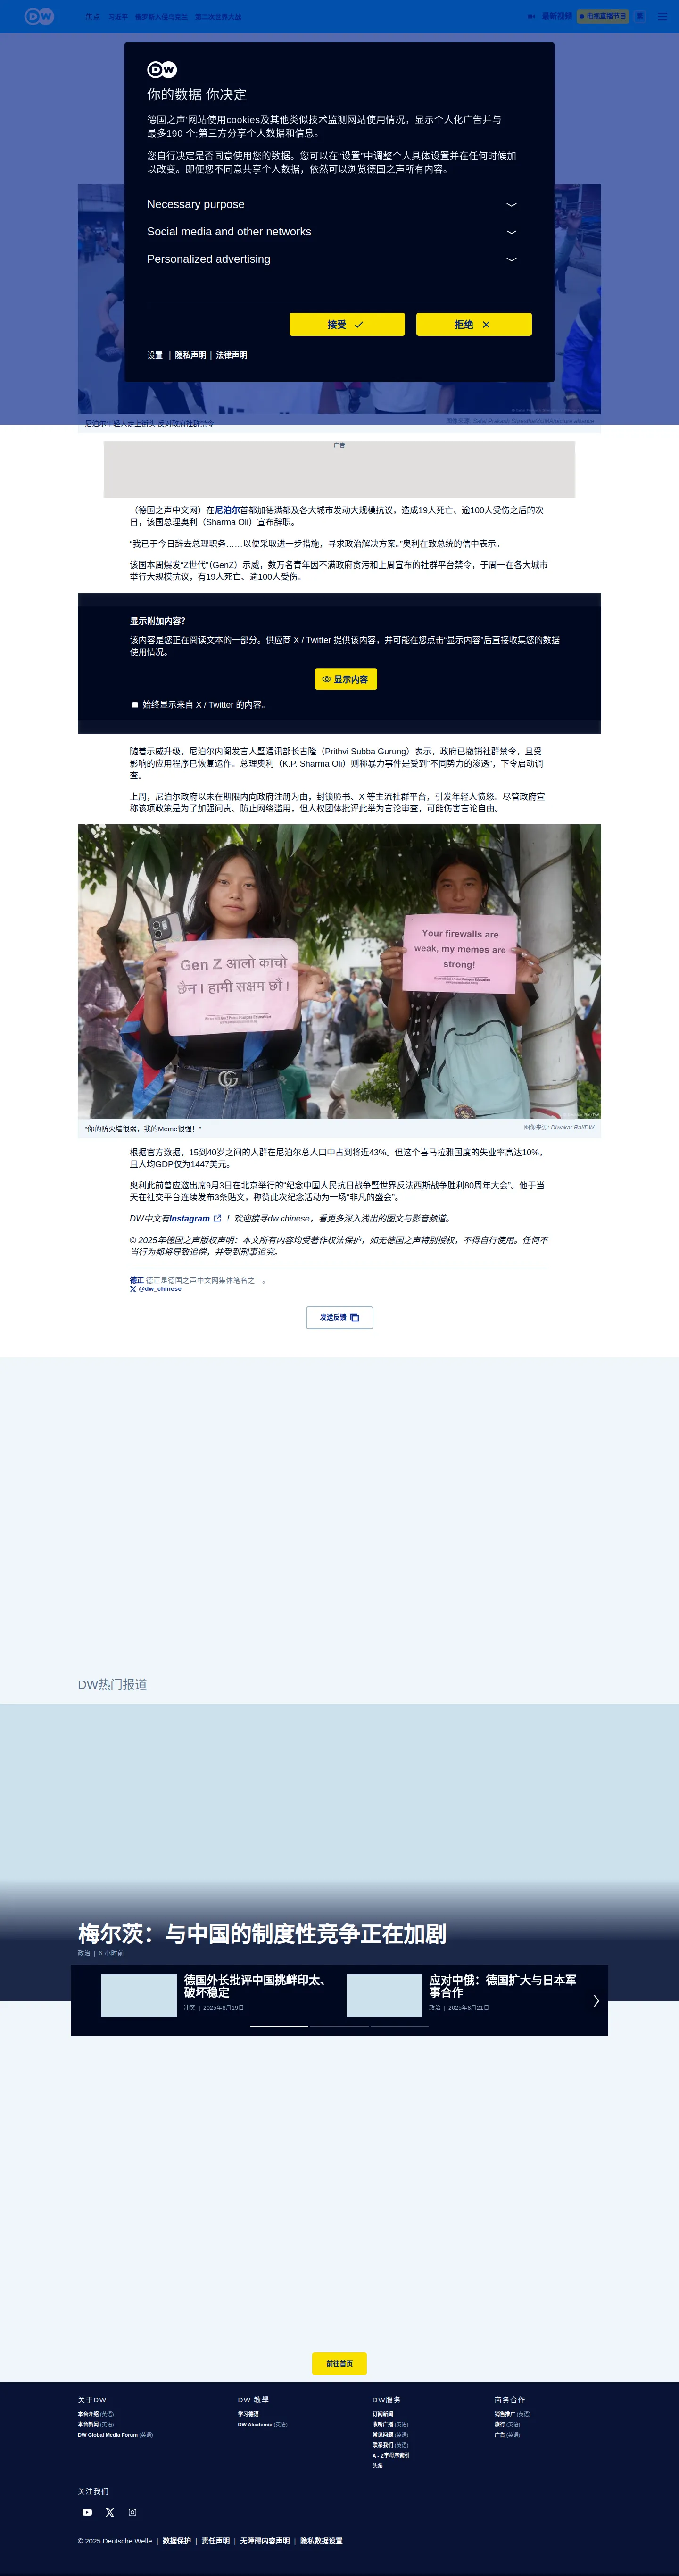 DW
焦点
习近平
俄罗斯入侵乌克兰
第二次世界大战
最新视频
电视直播节目
繁
DW
你的数据 你决定
德国之声'网站使用cookies及其他类似技术监测网站使用情况，显示个人化广告并与
最多190 个;第三方分享个人数据和信息。
您自行决定是否同意使用您的数据。您可以在"设置"中调整个人具体设置并在任何时候加
以改变。即便您不同意共享个人数据，依然可以浏览德国之声所有内容。
Necessary purpose
Social media and other networks
Personalized advertising
接受
拒绝
设置 | 隐私声明 | 法律声明
尼泊尔年轻人走上街头 反对政府社群禁令
广告
（德国之声中文网）在尼泊尔首都加德满都及各大城市发动大规模抗议，造成19人死亡、逾100人受伤之后的次
日，该国总理奥利（Sharma Oli）宣布辞职。
"我已于今日辞去总理职务……以便采取进一步措施，寻求政治解决方案。"奥利在致总统的信中表示。
该国本周爆发"Z世代"（GenZ）示威，数万名青年因不满政府贪污和上周宣布的社群平台禁令，于周一在各大城市
举行大规模抗议，有19人死亡、逾100人受伤。
显示附加内容？
该内容是您正在阅读文本的一部分。供应商 X / Twitter 提供该内容，并可能在您点击"显示内容"后直接收集您的数据
使用情况。
显示内容
始终显示来自 X / Twitter 的内容。
随着示威升级，尼泊尔内阁发言人暨通讯部长古隆（Prithvi Subba Gurung）表示，政府已撤销社群禁令，且受
影响的应用程序已恢复运作。总理奥利（K.P. Sharma Oli）则称暴力事件是受到"不同势力的渗透"，下令启动调
查。
上周，尼泊尔政府以未在期限内向政府注册为由，封锁脸书、X 等主流社群平台，引发年轻人愤怒。尽管政府宣
称该项政策是为了加强问责、防止网络滥用，但人权团体批评此举为言论审查，可能伤害言论自由。
Gen Z आलो काचो
छैन । हामी सक्षम छौं ।
Your firewalls are
weak, my memes are
strong!
"你的防火墙很弱，我的Meme很强！"
图像来源: Diwakar Rai/DW
根据官方数据，15到40岁之间的人群在尼泊尔总人口中占到将近43%。但这个喜马拉雅国度的失业率高达10%，
且人均GDP仅为1447美元。
奥利此前曾应邀出席9月3日在北京举行的"纪念中国人民抗日战争暨世界反法西斯战争胜利80周年大会"。他于当
天在社交平台连续发布3条贴文，称赞此次纪念活动为一场"非凡的盛会"。
DW中文有Instagram ！欢迎搜寻dw.chinese，看更多深入浅出的图文与影音频道。
© 2025年德国之声版权声明：本文所有内容均受著作权法保护，如无德国之声特别授权，不得自行使用。任何不
当行为都将导致追偿，并受到刑事追究。
德正 德正是德国之声中文网集体笔名之一。
@dw_chinese
发送反馈
DW热门报道
梅尔茨：与中国的制度性竞争正在加剧
政治 | 6 小时前
德国外长批评中国挑衅印太、
破坏稳定
冲突 | 2025年8月19日
应对中俄：德国扩大与日本军
事合作
政治 | 2025年8月21日
前往首页
关于DW
本台介绍 (英语)
本台新闻 (英语)
DW Global Media Forum (英语)
DW 教學
学习德语
DW Akademie (英语)
DW服务
订阅新闻
收听广播 (英语)
常见问题 (英语)
联系我们 (英语)
A - Z字母序索引
头条
商务合作
销售推广 (英语)
旅行 (英语)
广告 (英语)
关注我们
© 2025 Deutsche Welle | 数据保护 | 责任声明 | 无障碍内容声明 | 隐私数据设置